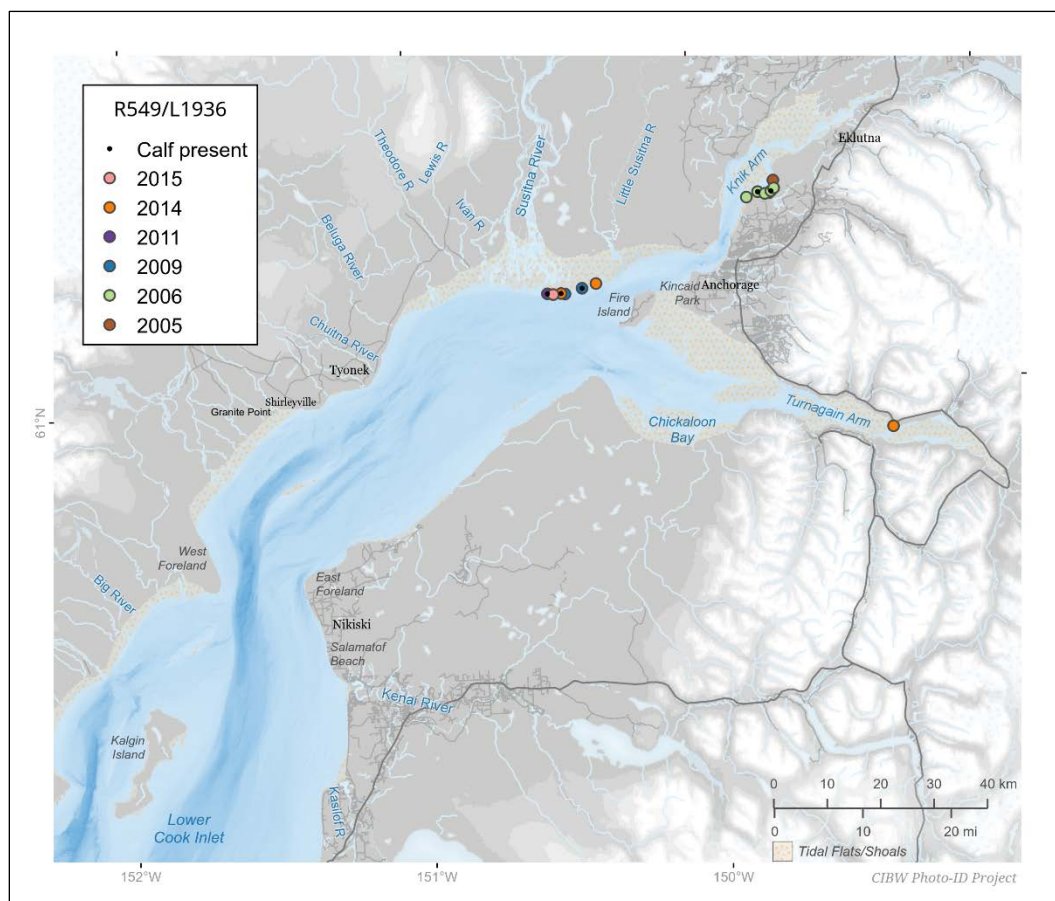 R549/L1936
Calf present
2015
2014
2011
2009
2006
2005
Theodore R
Lewis R
Ivan R
Susitna River
Little Susitna R
Knik Arm
Eklutna
Beluga River
Chuitna River
Tyonek
Shirleyville
Granite Point
Fire
Island
Kincaid
Park
Anchorage
Turnagain Arm
Chickaloon
Bay
61°N
West
Foreland
Big River
East
Foreland
Nikiski
Salamatof
Beach
Kenai River
Kalgin
Island
Kasilof R
Lower
Cook Inlet
0 10 20 30 40 km
0 10 20 mi
Tidal Flats/Shoals
152°W 151°W 150°W
CIBW Photo-ID Project